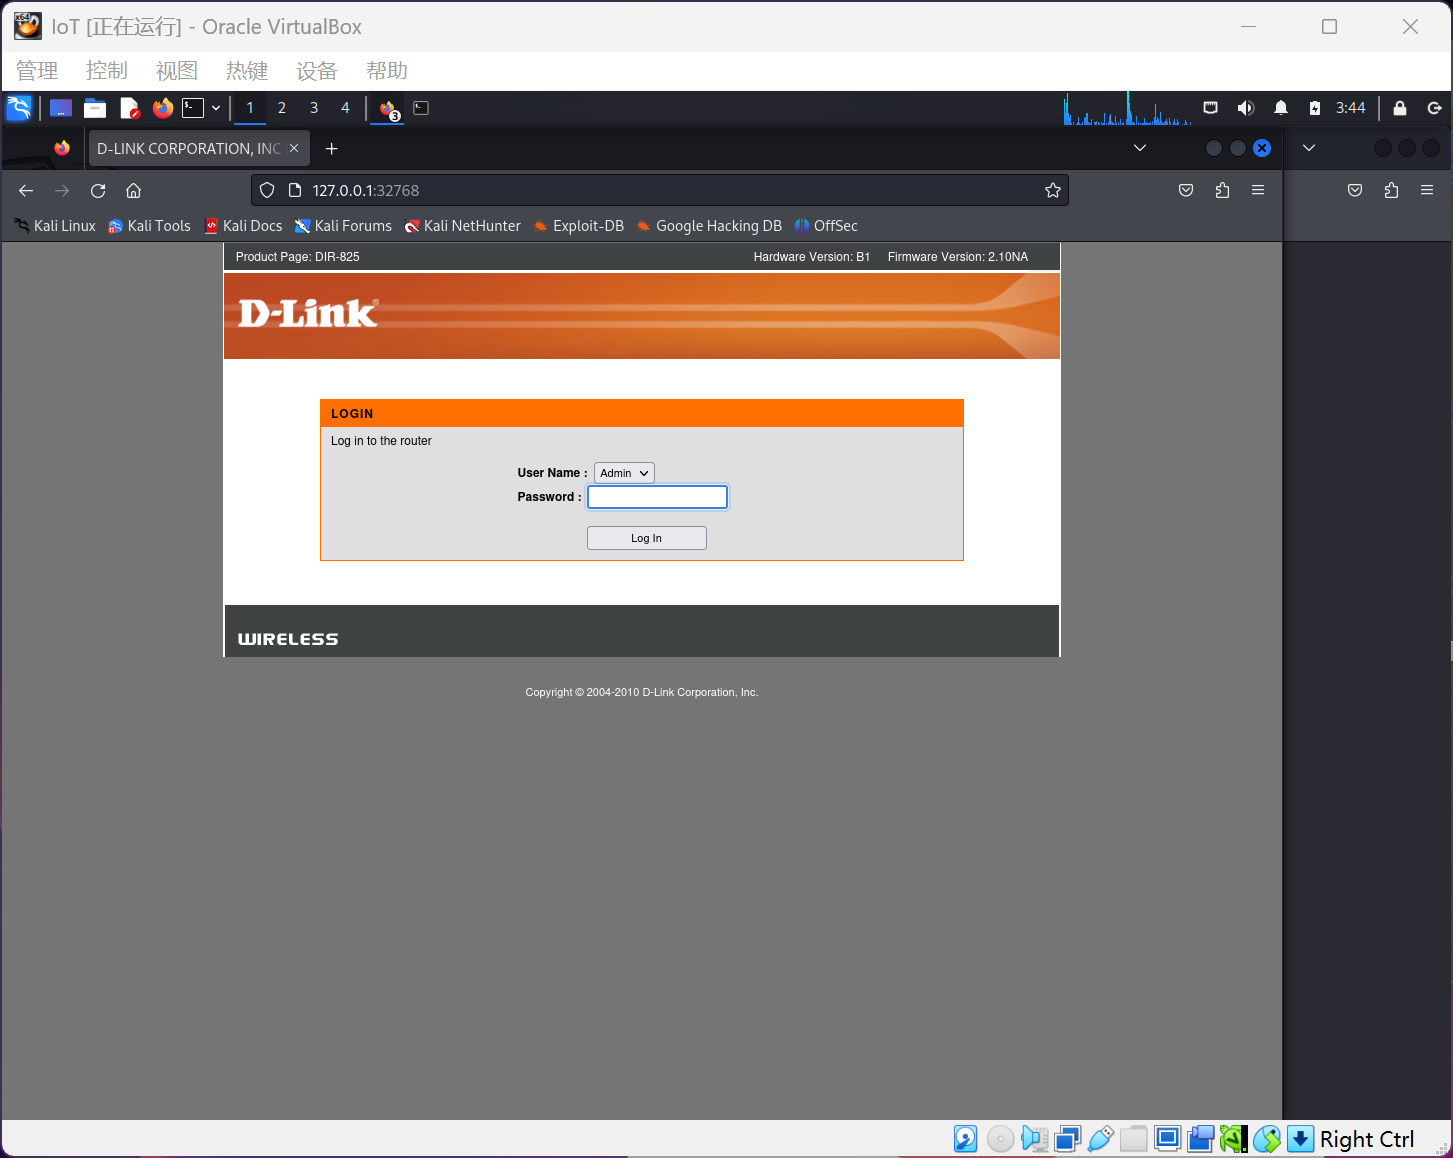 IoT [正在运行] - Oracle VirtualBox
管理 控制 视图 热键 设备 帮助
1 2 3 4 3 3:44
D-LINK CORPORATION, INC
127.0.0.1:32768
Kali Linux Kali Tools Kali Docs Kali Forums Kali NetHunter Exploit-DB Google Hacking DB OffSec
Product Page: DIR-825 Hardware Version: B1 Firmware Version: 2.10NA
D-Link®
LOGIN
Log in to the router
User Name : Admin
Password :
Log In
WIRELESS
Copyright © 2004-2010 D-Link Corporation, Inc.
Right Ctrl